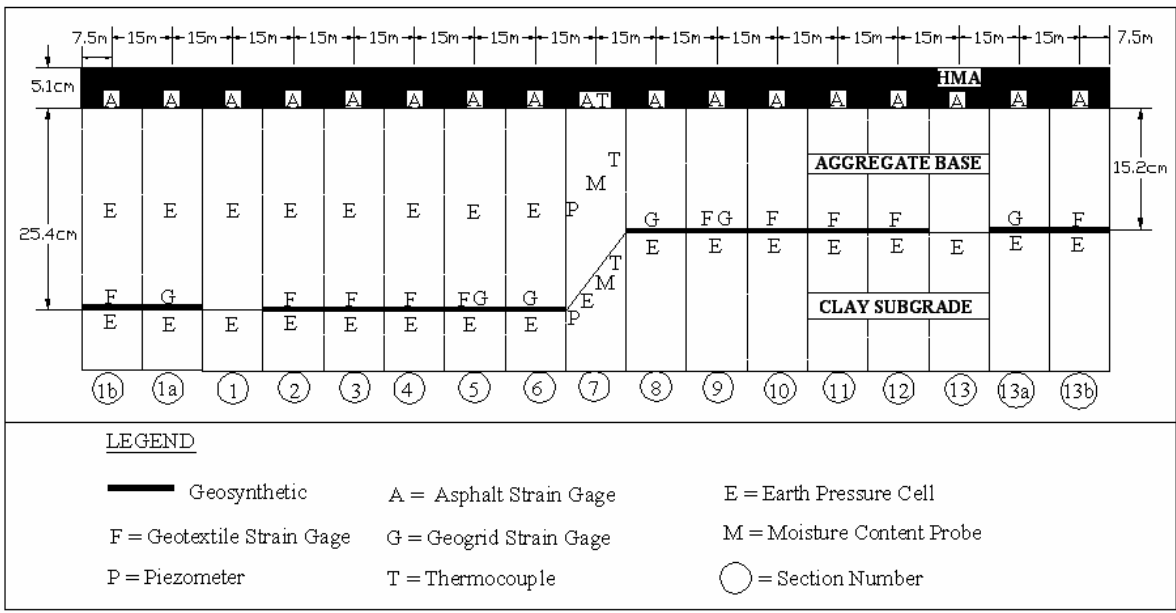 7.5m 15m 15m 15m 15m 15m 15m 15m 15m 15m 15m 15m 15m 15m 15m 15m 15m 7.5m
5.1cm HMA
A A A A A A A A A T A A A A A A A A
T AGGREGATE BASE 15.2cm
M
25.4cm E E E E E E E E P G F G F F F G F
E E E E E E E E
T
M
F G F F F F G G E CLAY SUBGRADE
E E E E E E E E P
1b 1a 1 2 3 4 5 6 7 8 9 10 11 12 13 13a 13b
LEGEND
Geosynthetic A = Asphalt Strain Gage E = Earth Pressure Cell
F = Geotextile Strain Gage G = Geogrid Strain Gage M = Moisture Content Probe
P = Piezometer T = Thermocouple = Section Number